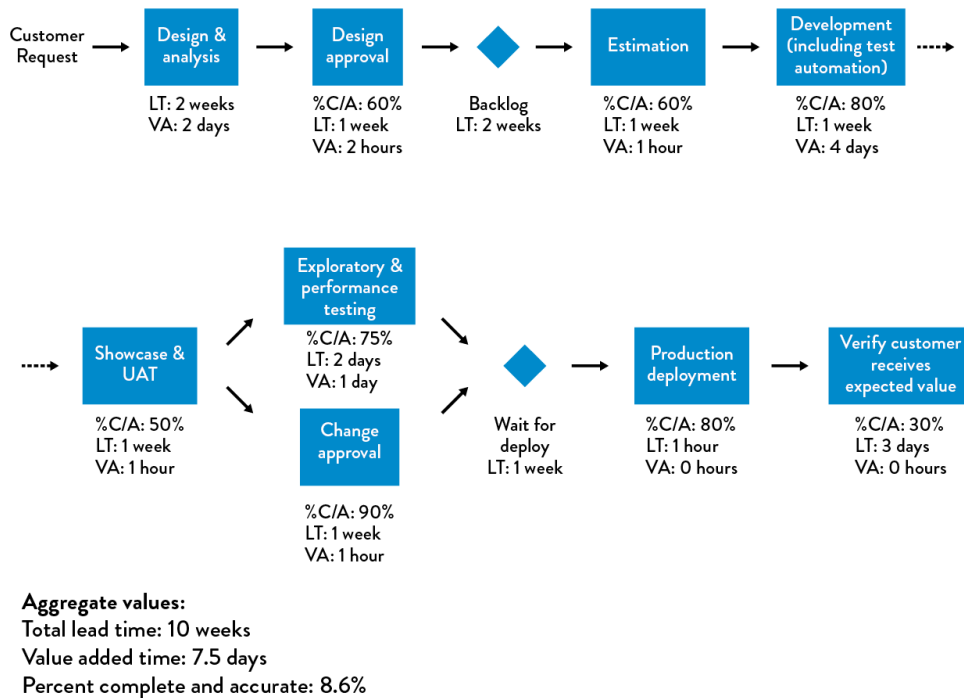 Customer
Request
Design &
analysis
LT: 2 weeks
VA: 2 days
Design
approval
%C/A: 60%
LT: 1 week
VA: 2 hours
Backlog
LT: 2 weeks
Estimation
%C/A: 60%
LT: 1 week
VA: 1 hour
Development
(including test
automation)
%C/A: 80%
LT: 1 week
VA: 4 days
Showcase &
UAT
%C/A: 50%
LT: 1 week
VA: 1 hour
Exploratory &
performance
testing
%C/A: 75%
LT: 2 days
VA: 1 day
Change
approval
%C/A: 90%
LT: 1 week
VA: 1 hour
Wait for
deploy
LT: 1 week
Production
deployment
%C/A: 80%
LT: 1 hour
VA: 0 hours
Verify customer
receives
expected value
%C/A: 30%
LT: 3 days
VA: 0 hours
Aggregate values:
Total lead time: 10 weeks
Value added time: 7.5 days
Percent complete and accurate: 8.6%